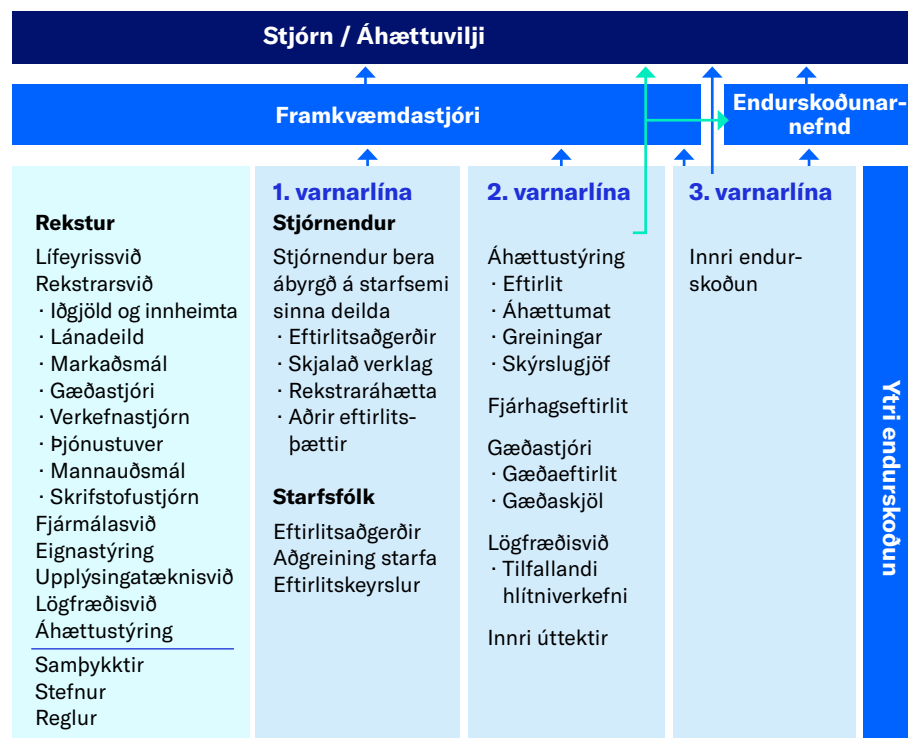 Stjórn / Áhættuvilji
Framkvæmdastjóri
Endurskoðunar-
nefnd
Rekstur
Lífeyrissvið
Rekstrarsvið
· Iðgjöld og innheimta
· Lánadeild
· Markaðsmál
· Gæðastjóri
· Verkefnastjórn
· Þjónustuver
· Mannauðsmál
· Skrifstofustjórn
Fjármálasvið
Eignastýring
Upplýsingatæknisvið
Lögfræðisvið
Áhættustýring
Samþykktir
Stefnur
Reglur
1. varnarlína
Stjórnendur
Stjórnendur bera
ábyrgð á starfsemi
sinna deilda
· Eftirlitsaðgerðir
· Skjalað verklag
· Rekstraráhætta
· Aðrir eftirlits-
þættir
Starfsfólk
Eftirlitsaðgerðir
Aðgreining starfa
Eftirlitskeyrslur
2. varnarlína
Áhættustýring
· Eftirlit
· Áhættumat
· Greiningar
· Skýrslugjöf
Fjárhagseftirlit
Gæðastjóri
· Gæðaeftirlit
· Gæðaskjöl
Lögfræðisvið
· Tilfallandi
hlítniverkefni
Innri úttektir
3. varnarlína
Innri endur-
skoðun
Ytri endurskoðun